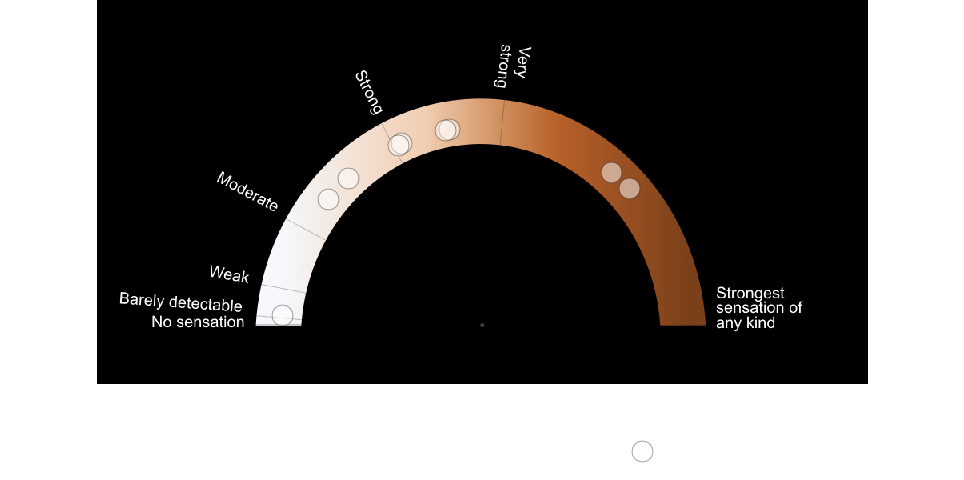 Very
strong
Strong
Moderate
Weak
Barely detectable
No sensation
Strongest
sensation of
any kind